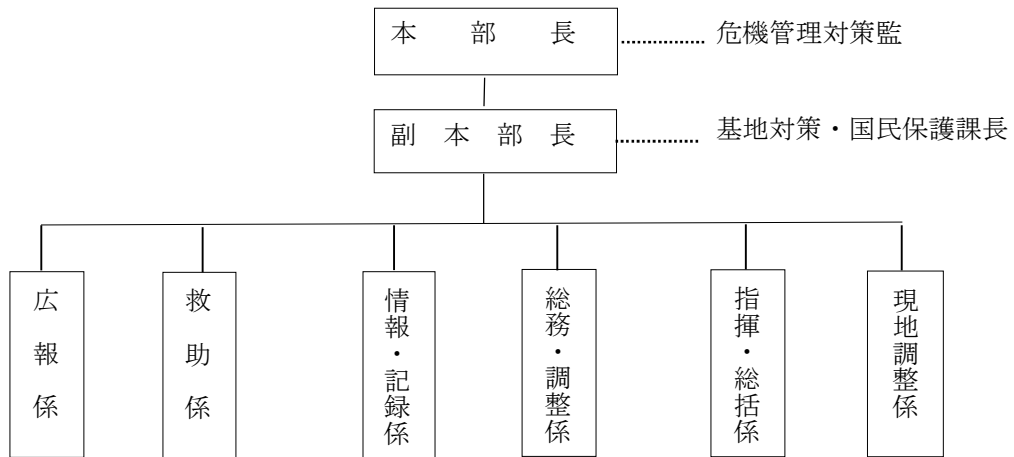 本部長
危機管理対策監
副本部長
基地対策・国民保護課長
広報係
救助係
情報・記録係
総務・調整係
指揮・総括係
現地調整係